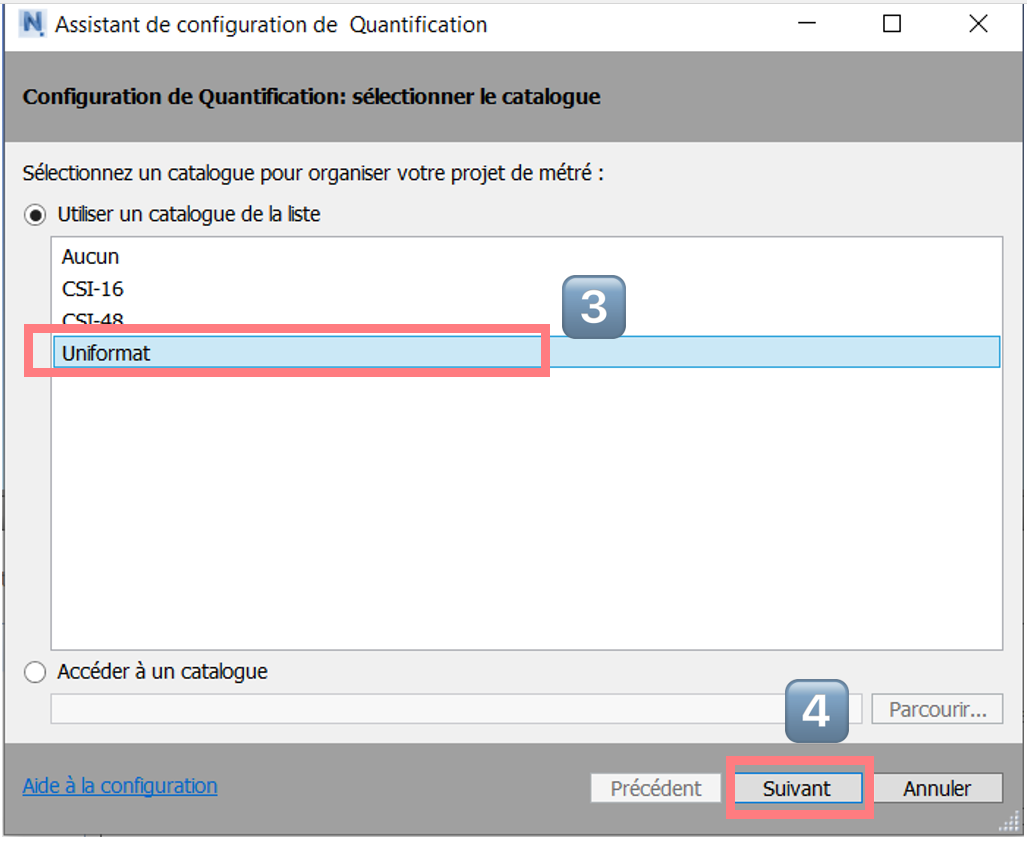 Assistant de configuration de Quantification
Configuration de Quantification: sélectionner le catalogue
Sélectionnez un catalogue pour organiser votre projet de métré :
Utiliser un catalogue de la liste
Aucun
CSI-16
CSI-48
3
Uniformat
Accéder à un catalogue
4
Parcourir...
Aide à la configuration
Précédent
Suivant
Annuler